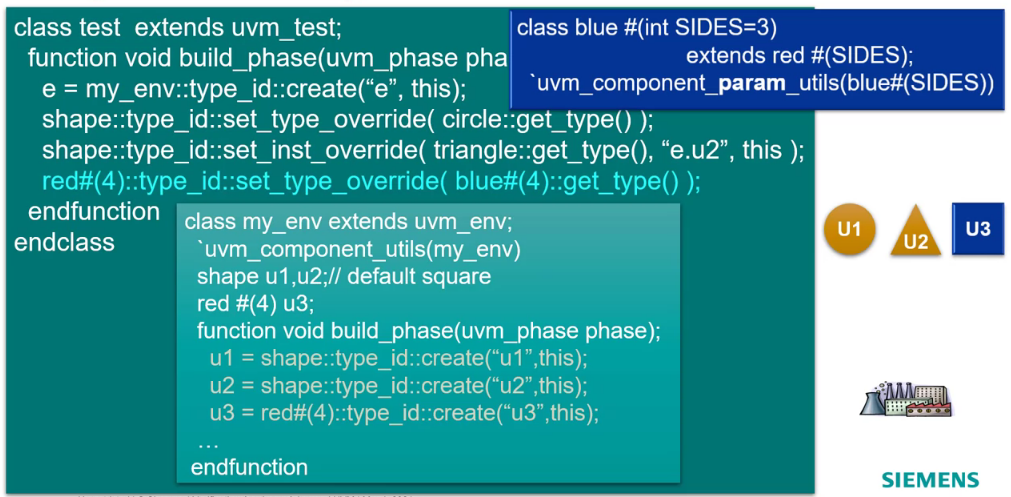 class test  extends uvm_test;
function void build_phase(uvm_phase pha
e = my_env::type_id::create(“e”, this);
shape::type_id::set_type_override( circle::get_type() );
shape::type_id::set_inst_override( triangle::get_type(), “e.u2”, this );
red#(4)::type_id::set_type_override( blue#(4)::get_type() );
endfunction
endclass
class blue #(int SIDES=3)
extends red #(SIDES);
`uvm_component_param_utils(blue#(SIDES))
class my_env extends uvm_env;
`uvm_component_utils(my_env)
shape u1,u2;// default square
red #(4) u3;
function void build_phase(uvm_phase phase);
u1 = shape::type_id::create(“u1”,this);
u2 = shape::type_id::create(“u2”,this);
u3 = red#(4)::type_id::create(“u3”,this);
…
endfunction
U1
U2
U3
SIEMENS